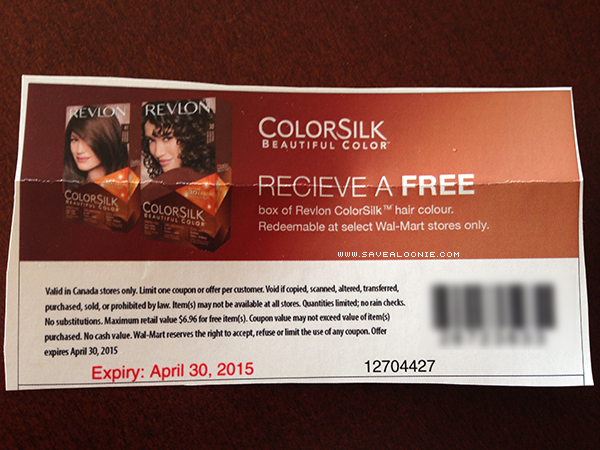 REVLON
REVLON
COLORSILK
BEAUTIFUL COLOR
COLORSILK
BEAUTIFUL COLOR
COLORSILK
BEAUTIFUL COLOR
RECIEVE A FREE
box of Revlon ColorSilk™ hair colour.
Redeemable at select Wal-Mart stores only.
WWW.SAVEALOONIE.COM
Valid in Canada stores only. Limit one coupon or offer per customer. Void if copied, scanned, altered, transferred,
purchased, sold, or prohibited by law. Item(s) may not be available at all stores. Quantities limited; no rain checks.
No substitutions. Maximum retail value $6.96 for free item(s). Coupon value may not exceed value of item(s)
purchased. No cash value. Wal-Mart reserves the right to accept, refuse or limit the use of any coupon. Offer
expires April 30, 2015
Expiry: April 30, 2015
12704427